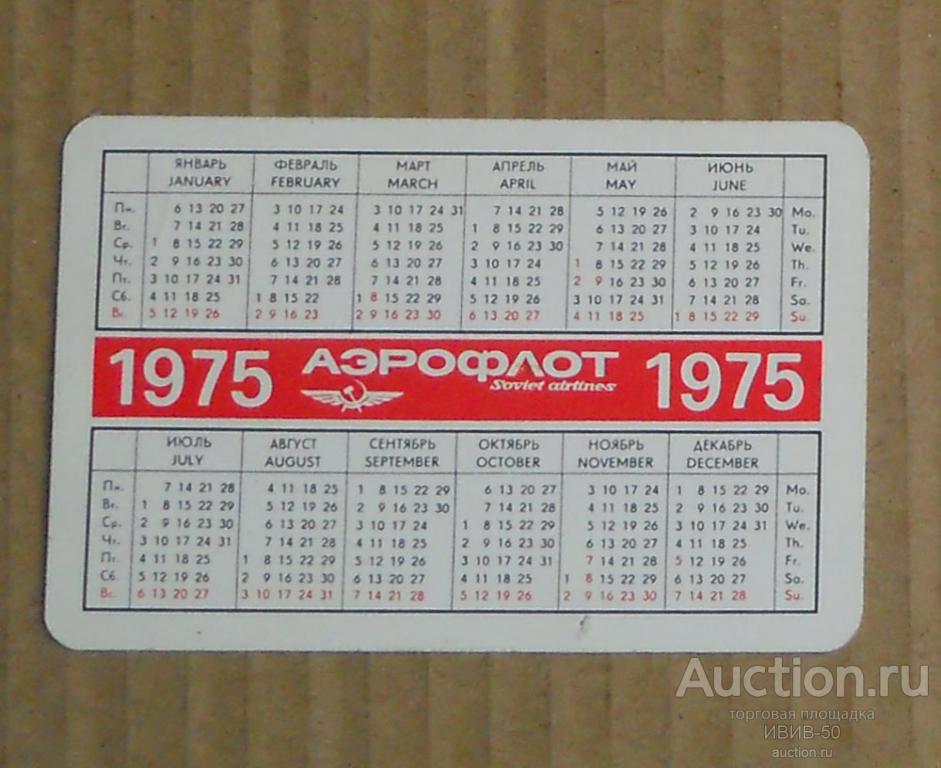 ЯНВАРЬ ФЕВРАЛЬ МАРТ АПРЕЛЬ МАЙ ИЮНЬ
JANUARY FEBRUARY MARCH APRIL MAY JUNE
Пн. 6 13 20 27 3 10 17 24 3 10 17 24 31 7 14 21 28 5 12 19 26 2 9 16 23 30 Mo.
Вт. 7 14 21 28 4 11 18 25 4 11 18 25 1 8 15 22 29 6 13 20 27 3 10 17 24 Tu.
Ср. 1 8 15 22 29 5 12 19 26 5 12 19 26 2 9 16 23 30 7 14 21 28 4 11 18 25 We.
Чт. 2 9 16 23 30 6 13 20 27 6 13 20 27 3 10 17 24 1 8 15 22 29 5 12 19 26 Th.
Пт. 3 10 17 24 31 7 14 21 28 7 14 21 28 4 11 18 25 2 9 16 23 30 6 13 20 27 Fr.
Сб. 4 11 18 25 1 8 15 22 1 8 15 22 29 5 12 19 26 3 10 17 24 31 7 14 21 28 Sa.
Вс. 5 12 19 26 2 9 16 23 2 9 16 23 30 6 13 20 27 4 11 18 25 1 8 15 22 29 Su.
1975 АЭРОФЛОТ 1975
Soviet airlines
ИЮЛЬ АВГУСТ СЕНТЯБРЬ ОКТЯБРЬ НОЯБРЬ ДЕКАБРЬ
JULY AUGUST SEPTEMBER OCTOBER NOVEMBER DECEMBER
Пн. 7 14 21 28 4 11 18 25 1 8 15 22 29 6 13 20 27 3 10 17 24 1 8 15 22 29 Mo.
Вт. 1 8 15 22 29 5 12 19 26 2 9 16 23 30 7 14 21 28 4 11 18 25 2 9 16 23 30 Tu.
Ср. 2 9 16 23 30 6 13 20 27 3 10 17 24 1 8 15 22 29 5 12 19 26 3 10 17 24 31 We.
Чт. 3 10 17 24 31 7 14 21 28 4 11 18 25 2 9 16 23 30 6 13 20 27 4 11 18 25 Th.
Пт. 4 11 18 25 1 8 15 22 29 5 12 19 26 3 10 17 24 31 7 14 21 28 5 12 19 26 Fr.
Сб. 5 12 19 26 2 9 16 23 30 6 13 20 27 4 11 18 25 1 8 15 22 29 6 13 20 27 Sa.
Вс. 6 13 20 27 3 10 17 24 31 7 14 21 28 5 12 19 26 2 9 16 23 30 7 14 21 28 Su.
Auction.ru
торговая площадка
ИВИВ-50
auction.ru